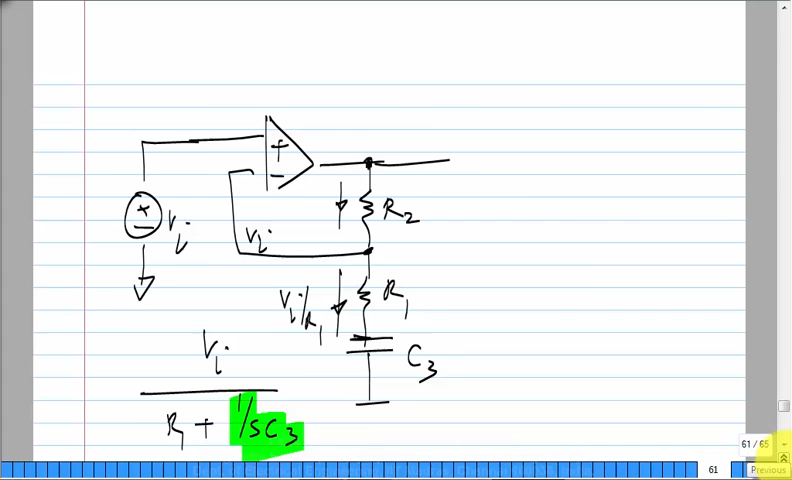 +
−
+
−
Vi
R2
Vi
Vi/R1
R1
C3
Vi
R1 + 1/SC3
61/65
61
Previous